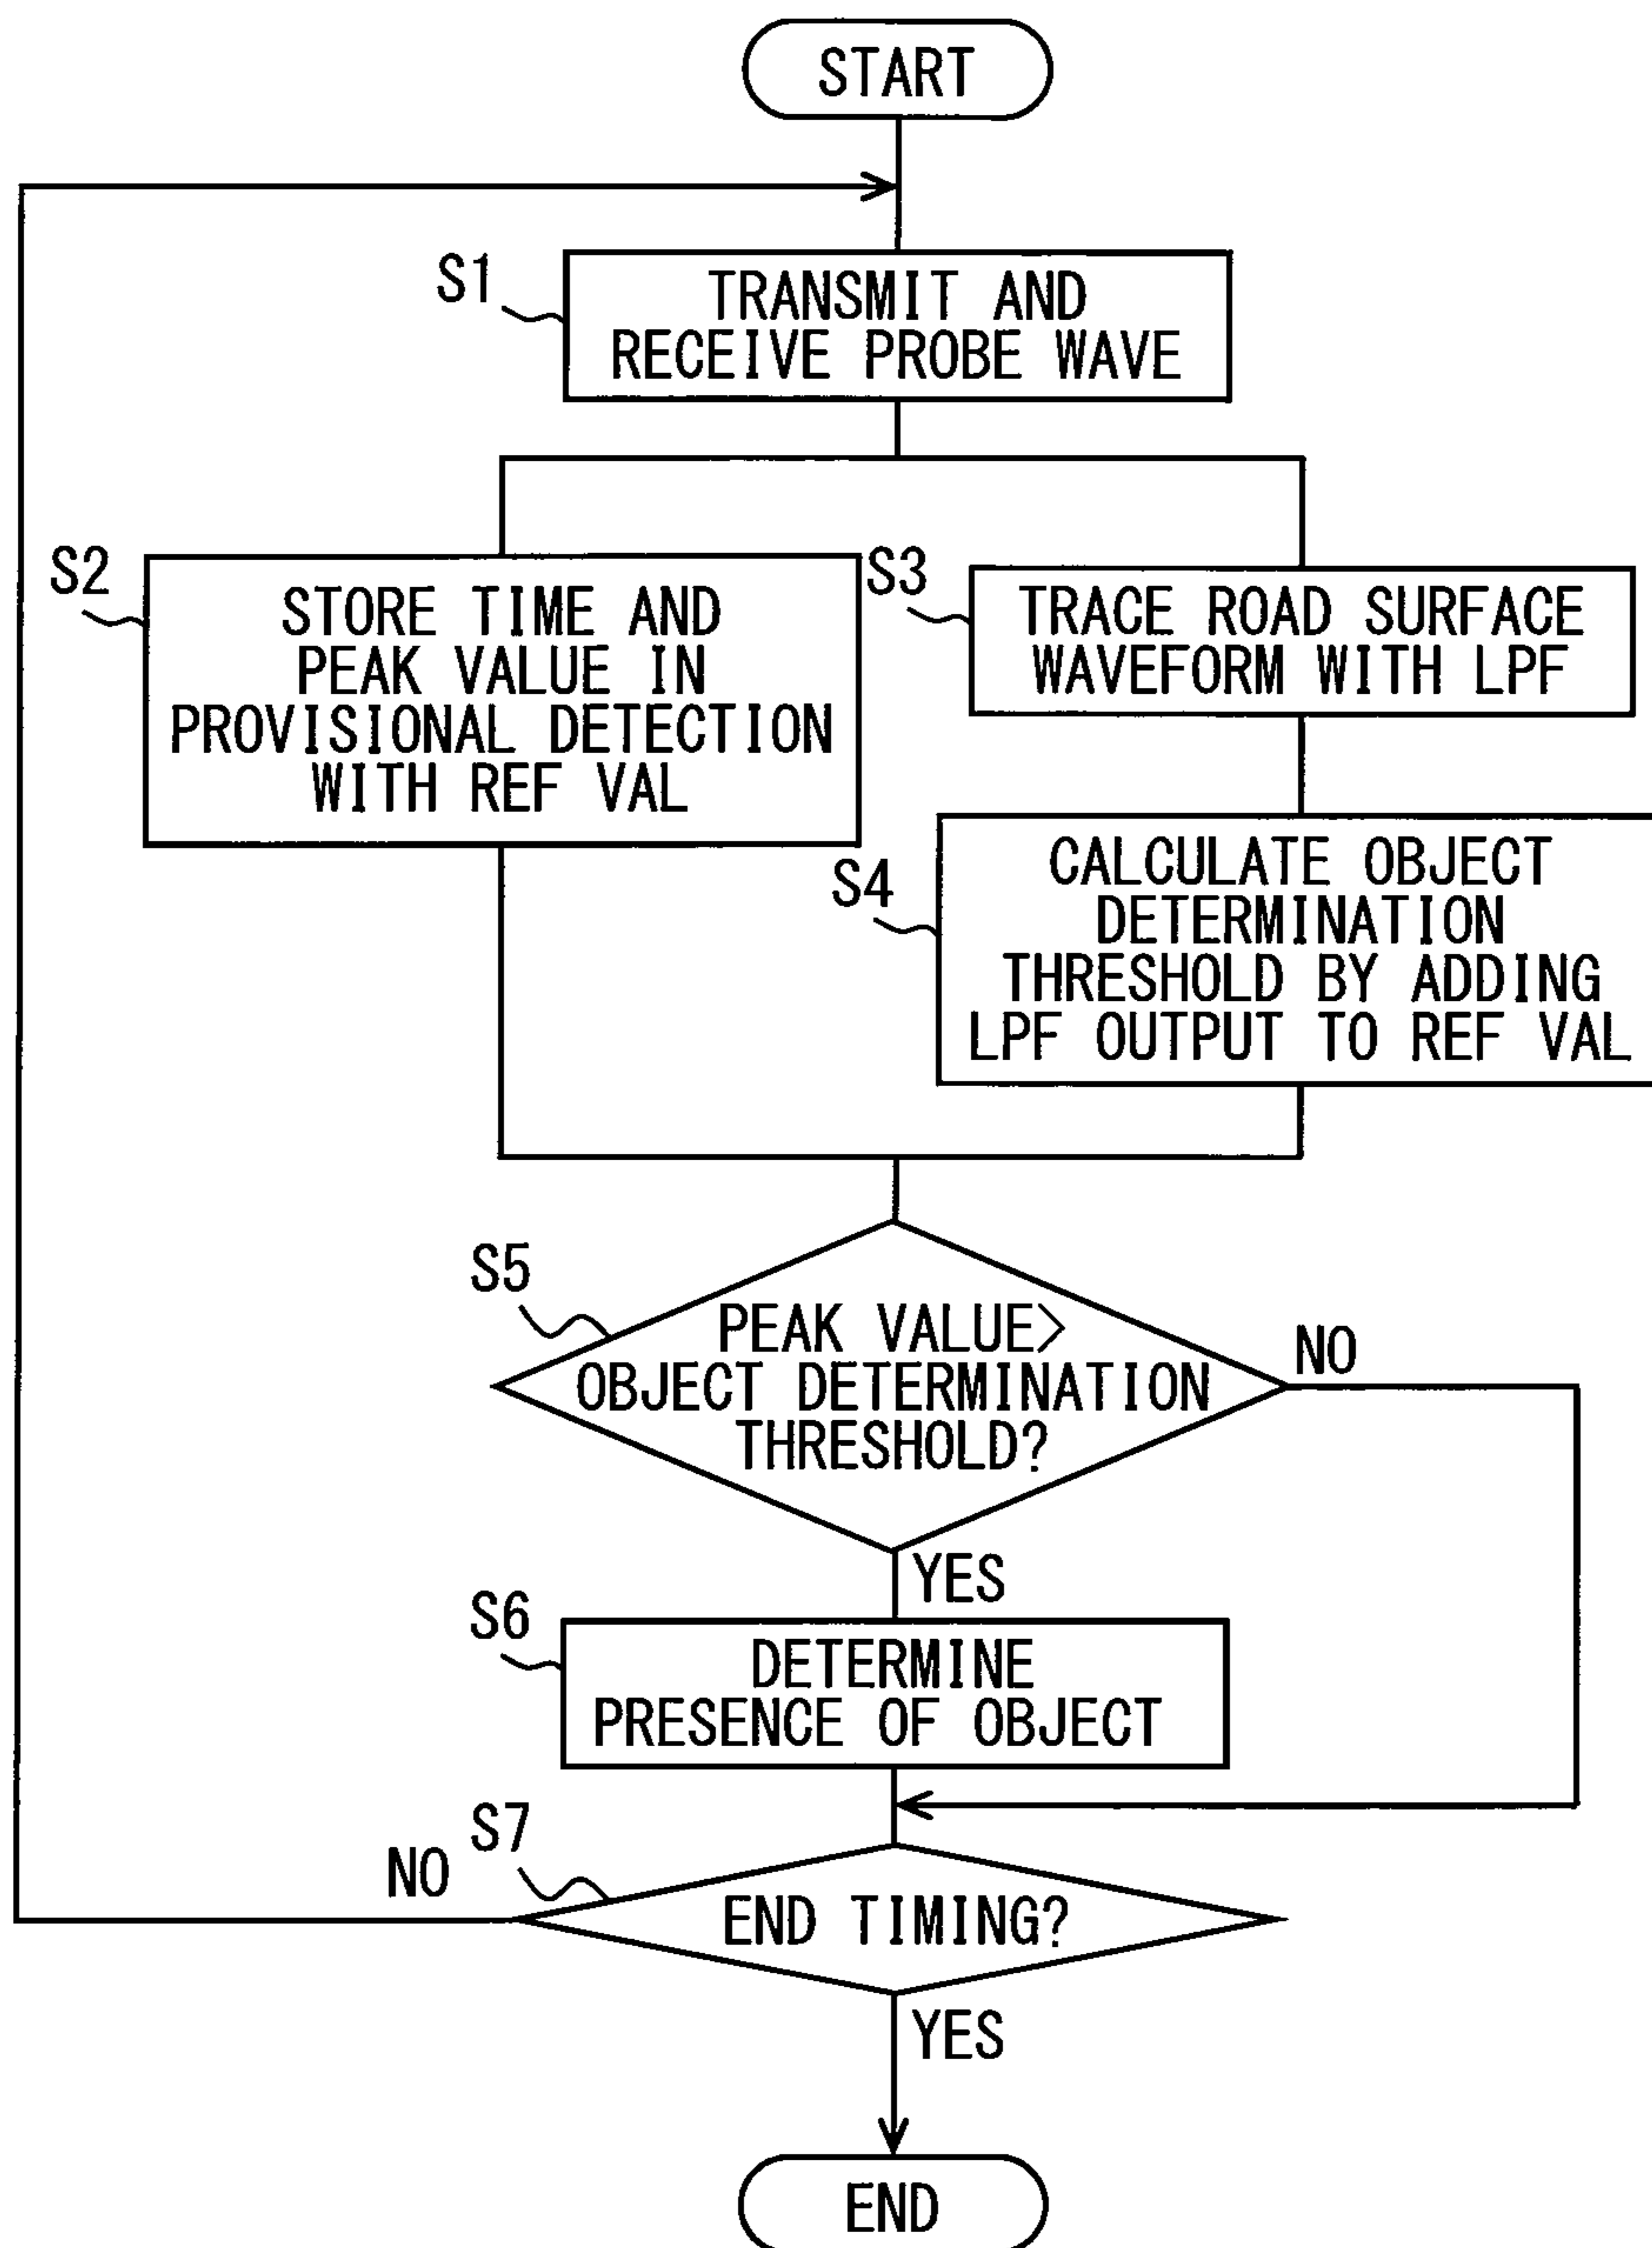 START
S1
TRANSMIT AND
RECEIVE PROBE WAVE
S2
STORE TIME AND
PEAK VALUE IN
PROVISIONAL DETECTION
WITH REF VAL
S3
TRACE ROAD SURFACE
WAVEFORM WITH LPF
S4
CALCULATE OBJECT
DETERMINATION
THRESHOLD BY ADDING
LPF OUTPUT TO REF VAL
S5
PEAK VALUE>
OBJECT DETERMINATION
THRESHOLD?
NO
YES
S6
DETERMINE
PRESENCE OF OBJECT
S7
NO
END TIMING?
YES
END